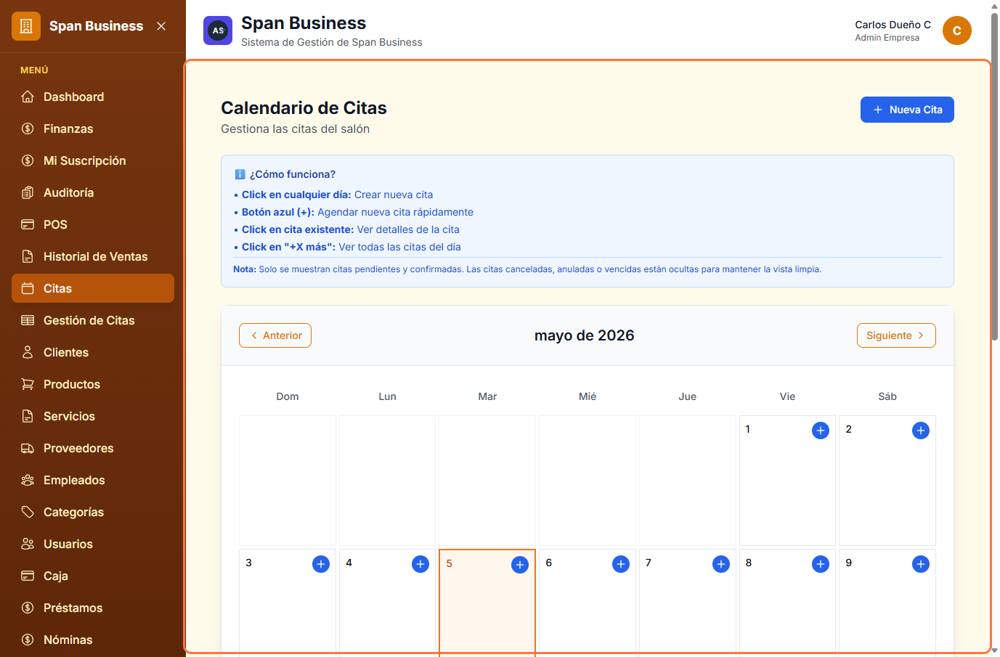 Span Business
MENÚ
Dashboard
Finanzas
Mi Suscripción
Auditoría
POS
Historial de Ventas
Citas
Gestión de Citas
Clientes
Productos
Servicios
Proveedores
Empleados
Categorías
Usuarios
Caja
Préstamos
Nóminas
AS
Span Business
Sistema de Gestión de Span Business
Carlos Dueño C
Admin Empresa
C
Calendario de Citas
Gestiona las citas del salón
+ Nueva Cita
ℹ️ ¿Cómo funciona?
• Click en cualquier día: Crear nueva cita
• Botón azul (+): Agendar nueva cita rápidamente
• Click en cita existente: Ver detalles de la cita
• Click en "+X más": Ver todas las citas del día
Nota: Solo se muestran citas pendientes y confirmadas. Las citas canceladas, anuladas o vencidas están ocultas para mantener la vista limpia.
Anterior
mayo de 2026
Siguiente
Dom Lun Mar Mié Jue Vie Sáb
1 + 2 +
3 + 4 + 5 + 6 + 7 + 8 + 9 +